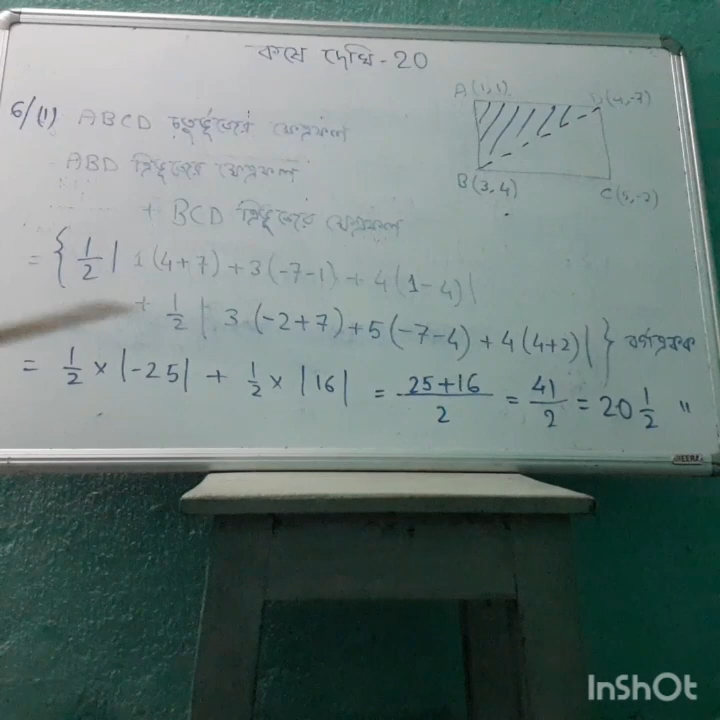 কষে দেখি - 20
A(1,1) D(4,-7)
B(3,4) C(5,-2)
6/(1) ABCD চতুর্ভুজের ক্ষেত্রফল
ABD ত্রিভুজের ক্ষেত্রফল
+ BCD ত্রিভুজের ক্ষেত্রফল
= { 1/2 | 1(4+7) + 3(-7-1) + 4(1-4) |
+ 1/2 | 3(-2+7) + 5(-7-4) + 4(4+2) | } বর্গএকক
= 1/2 × |-25| + 1/2 × |16| = 25+16/2 = 41/2 = 20 1/2 "
InShOt